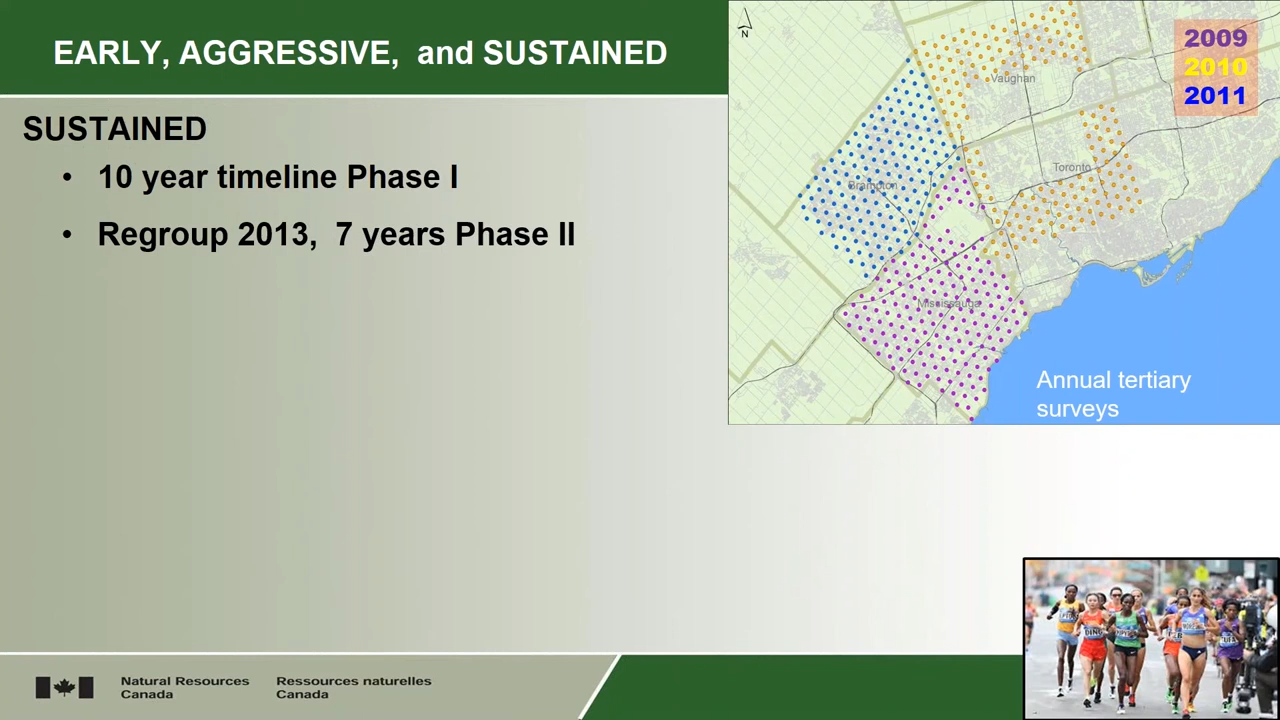 EARLY, AGGRESSIVE,  and SUSTAINED
SUSTAINED
• 10 year timeline Phase I
• Regroup 2013,  7 years Phase II
N
2009
2010
2011
Vaughan
Toronto
Brampton
Mississauga
Annual tertiary
surveys
Natural Resources
Canada
Ressources naturelles
Canada